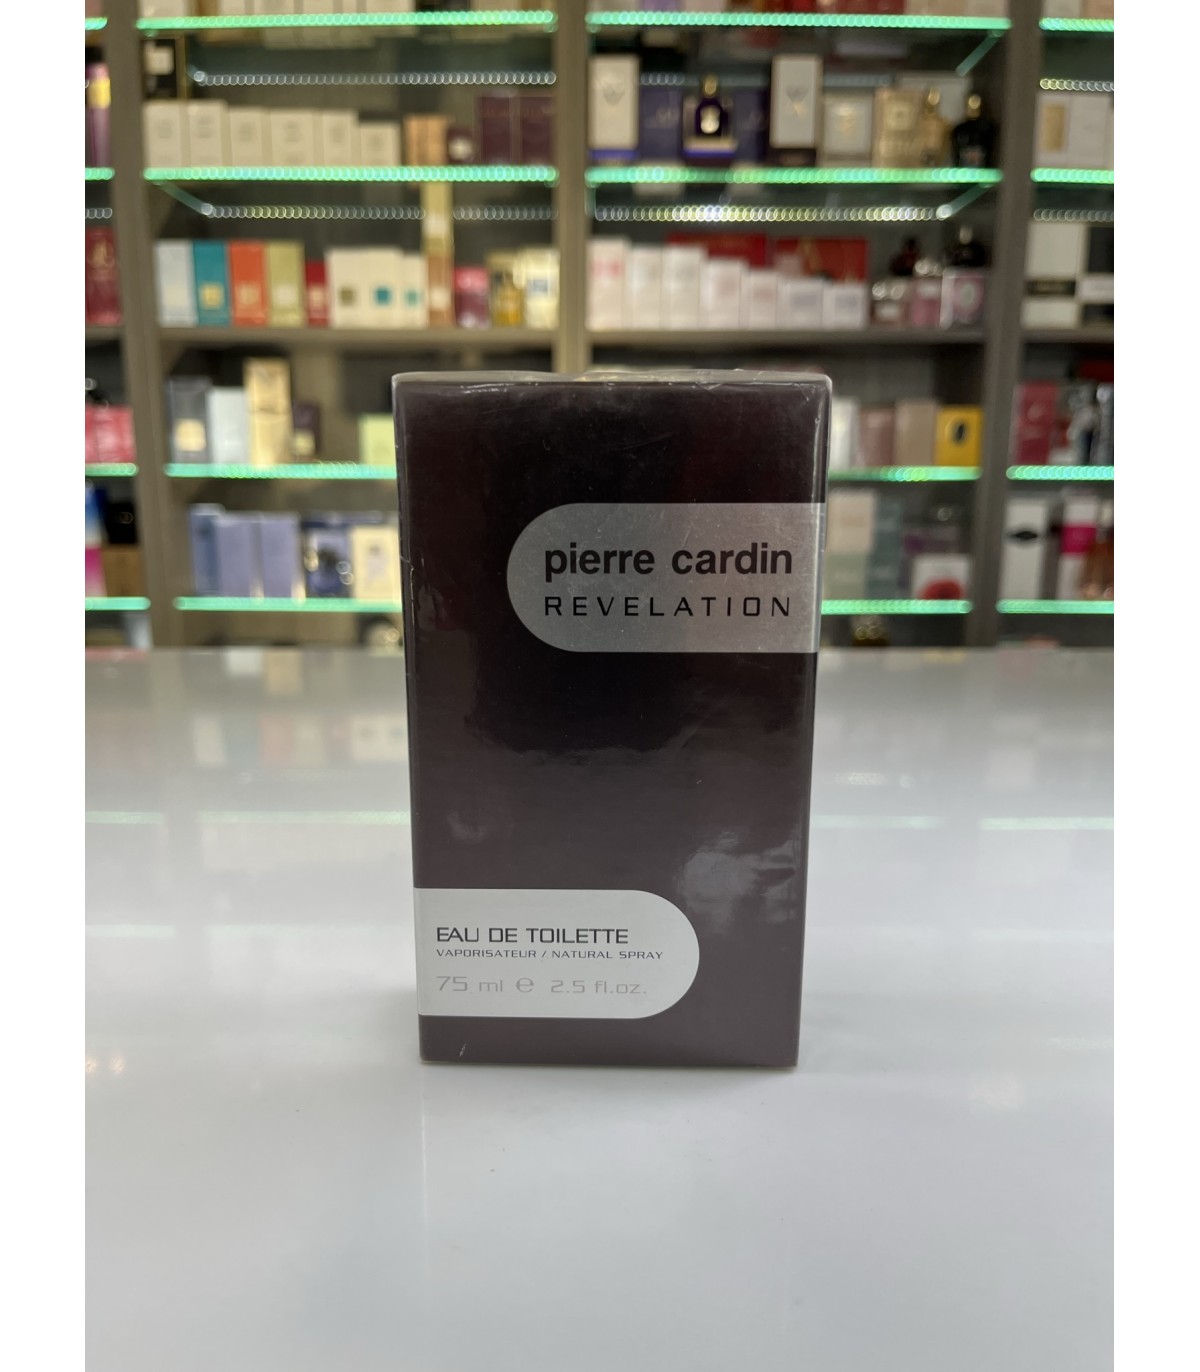 pierre cardin
REVELATION
EAU DE TOILETTE
VAPORISATEUR / NATURAL SPRAY
75 ml e 2.5 fl.oz.